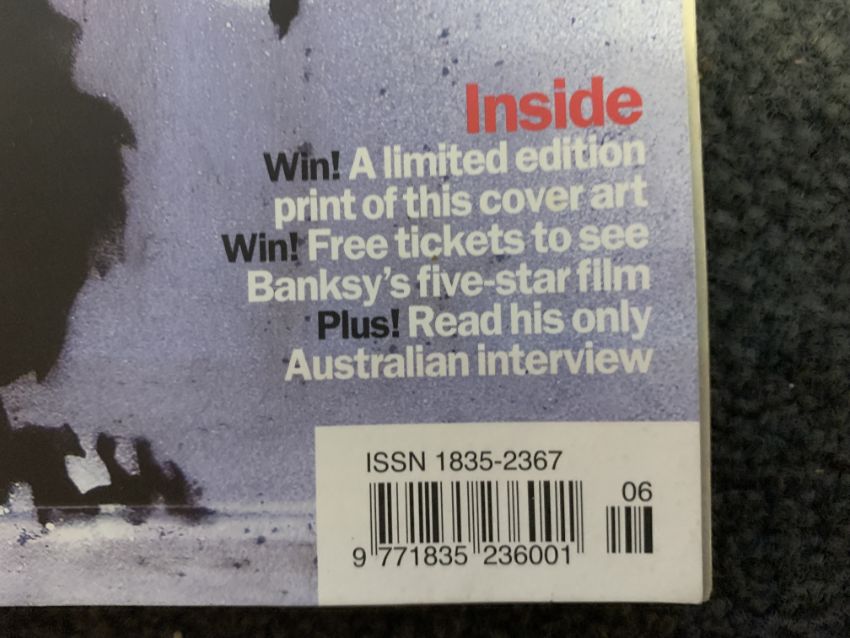 Inside
Win! A limited edition
print of this cover art
Win! Free tickets to see
Banksy's five-star film
Plus! Read his only
Australian interview
ISSN 1835-2367
06
9 771835 236001